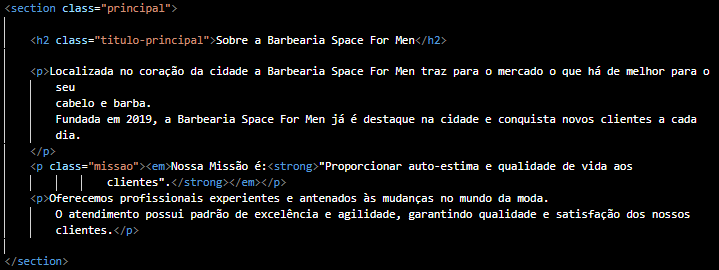 <section class="principal">
<h2 class="titulo-principal">Sobre a Barbearia Space For Men</h2>
<p>Localizada no coração da cidade a Barbearia Space For Men traz para o mercado o que há de melhor para o
seu
cabelo e barba.
Fundada em 2019, a Barbearia Space For Men já é destaque na cidade e conquista novos clientes a cada
dia.
</p>
<p class="missao"><em>Nossa Missão é:<strong>"Proporcionar auto-estima e qualidade de vida aos
clientes".</strong></em></p>
<p>Oferecemos profissionais experientes e antenados às mudanças no mundo da moda.
O atendimento possui padrão de excelência e agilidade, garantindo qualidade e satisfação dos nossos
clientes.</p>
</section>